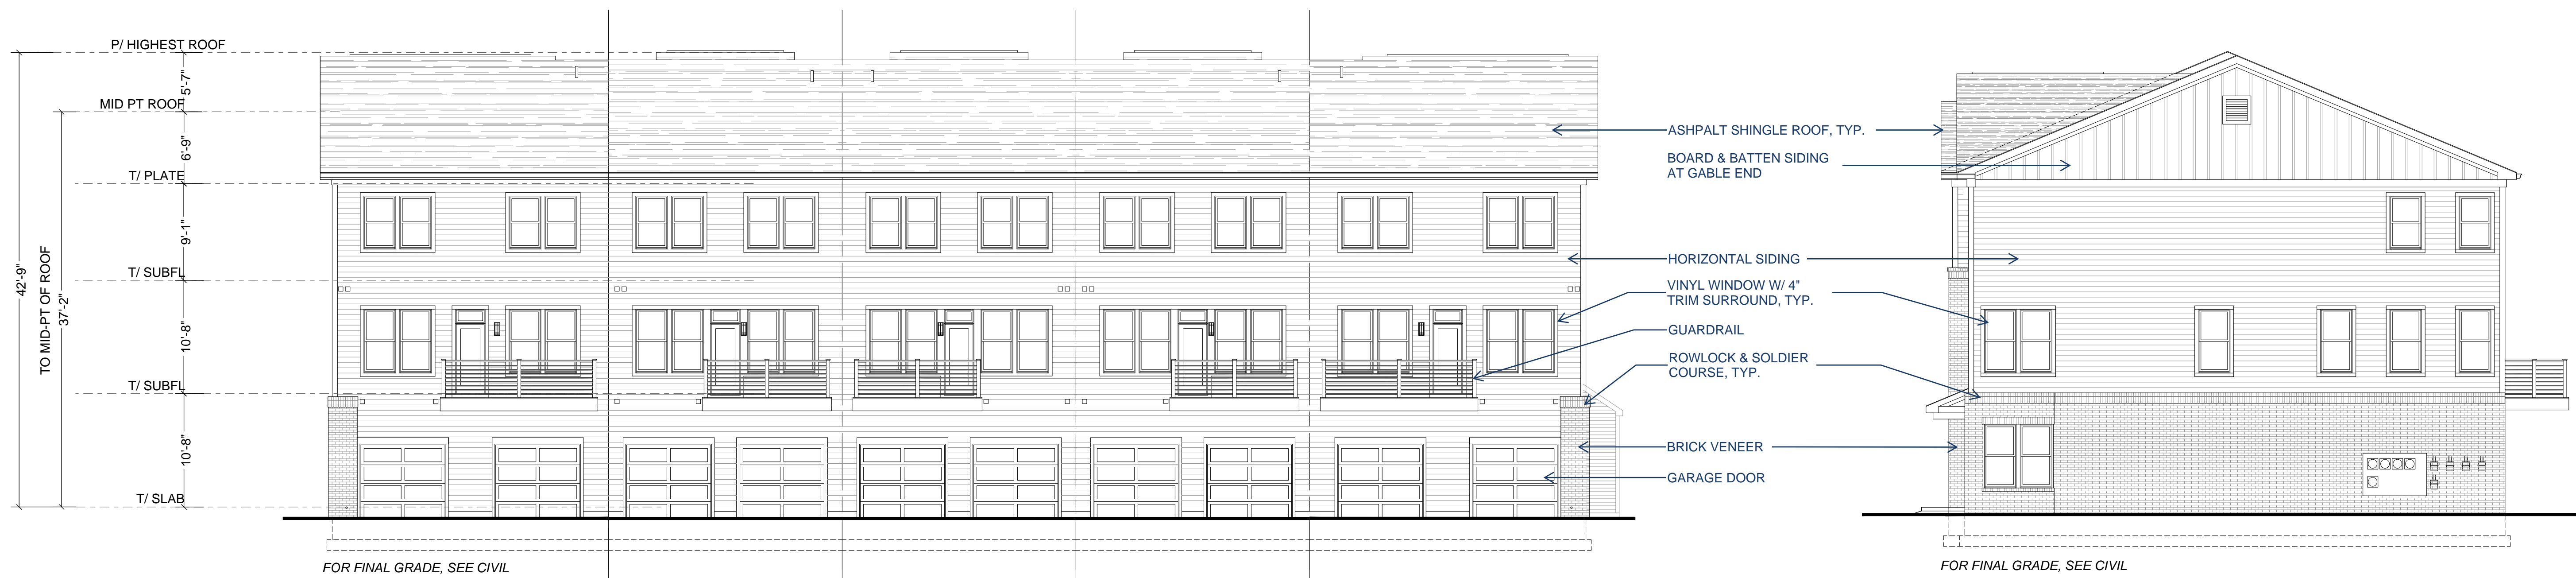 P/ HIGHEST ROOF
5'-7"
MID PT ROOF
6'-9"
T/ PLATE
9'-1"
T/ SUBFL
10'-8"
T/ SUBFL
10'-8"
T/ SLAB
42'-9"
TO MID-PT OF ROOF
37'-2"
ASHPALT SHINGLE ROOF, TYP.
BOARD & BATTEN SIDING
AT GABLE END
HORIZONTAL SIDING
VINYL WINDOW W/ 4"
TRIM SURROUND, TYP.
GUARDRAIL
ROWLOCK & SOLDIER
COURSE, TYP.
BRICK VENEER
GARAGE DOOR
FOR FINAL GRADE, SEE CIVIL
FOR FINAL GRADE, SEE CIVIL